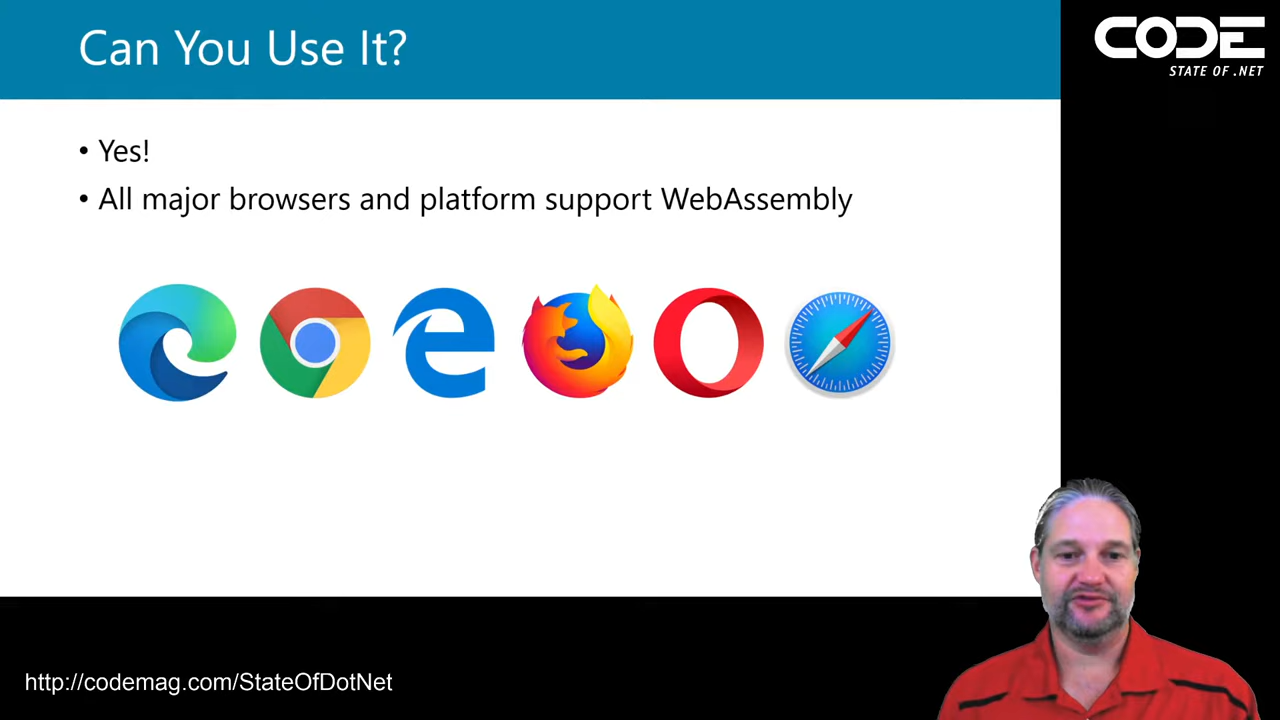 Can You Use It?
CODE
STATE OF .NET
• Yes!
• All major browsers and platform support WebAssembly
http://codemag.com/StateOfDotNet